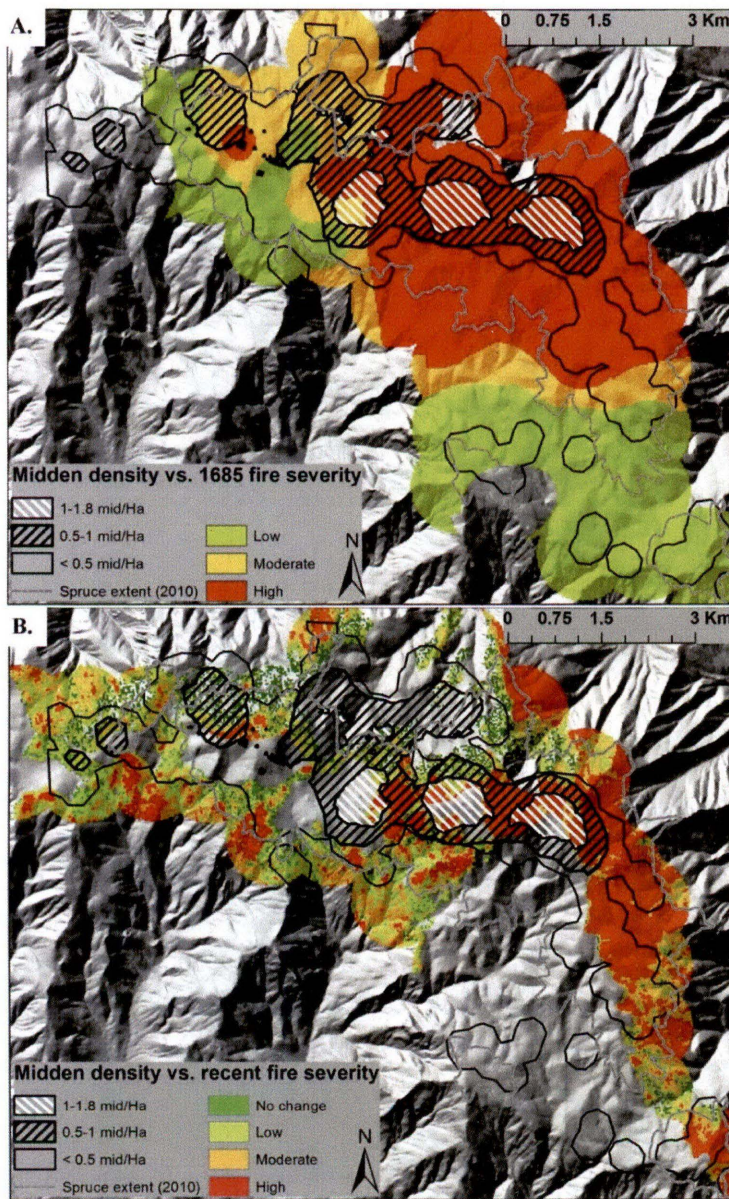 A.
0 0.75 1.5 3 Km
Midden density vs. 1685 fire severity
1-1.8 mid/Ha
0.5-1 mid/Ha Low
< 0.5 mid/Ha Moderate
Spruce extent (2010) High
N
B.
0 0.75 1.5 3 Km
Midden density vs. recent fire severity
1-1.8 mid/Ha No change
0.5-1 mid/Ha Low
< 0.5 mid/Ha Moderate
Spruce extent (2010) High
N